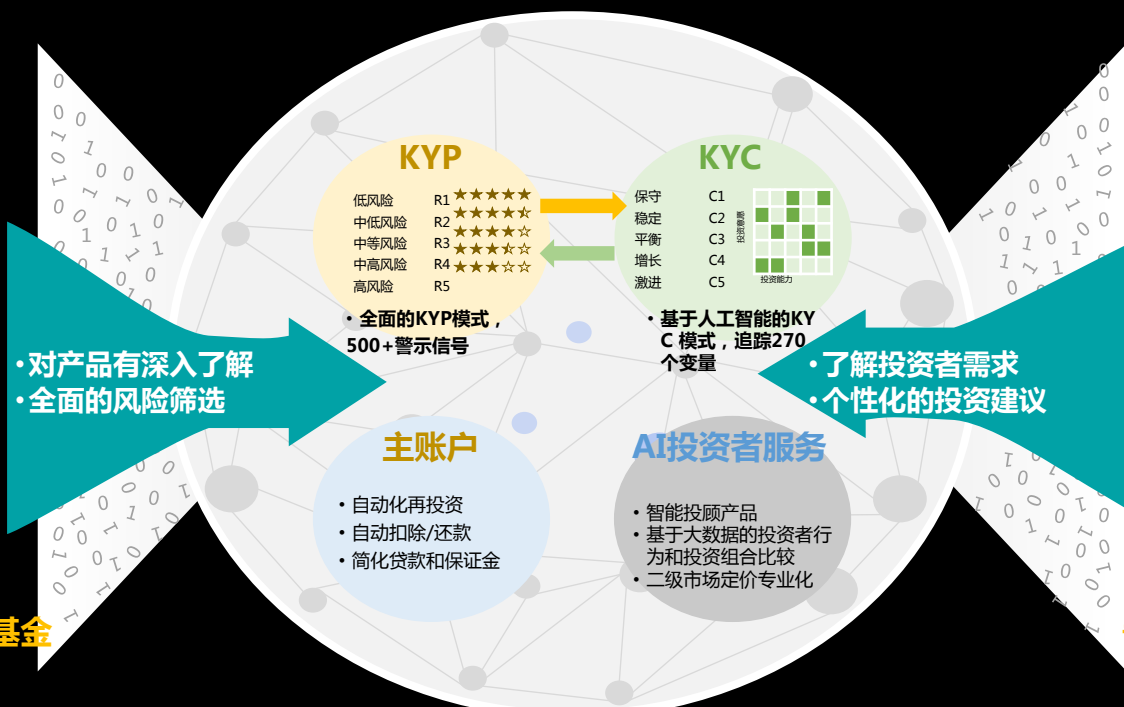 KYP
低风险 R1 ★★★★★
中低风险 R2 ★★★★⯪
中等风险 R3 ★★★★☆
中高风险 R4 ★★★⯪☆
高风险 R5 ★★★☆☆
• 全面的KYP模式，
500+警示信号
KYC
保守 C1
稳定 C2
平衡 C3
增长 C4
激进 C5
投资意愿
投资能力
• 基于人工智能的KY
C 模式，追踪270
个变量
•对产品有深入了解
•全面的风险筛选
•了解投资者需求
•个性化的投资建议
主账户
• 自动化再投资
• 自动扣除/还款
• 简化贷款和保证金
AI投资者服务
• 智能投顾产品
• 基于大数据的投资者行
为和投资组合比较
• 二级市场定价专业化
基金